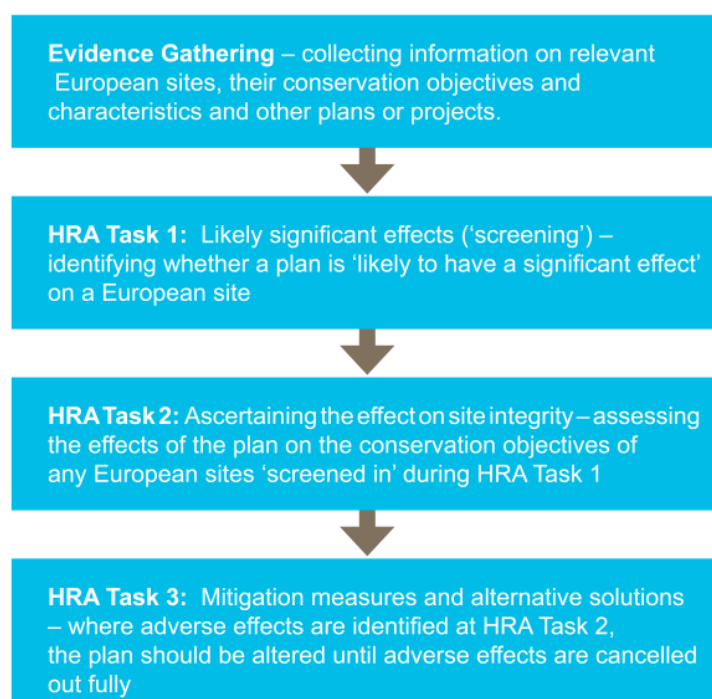 Evidence Gathering – collecting information on relevant
European sites, their conservation objectives and
characteristics and other plans or projects.
HRA Task 1: Likely significant effects (‘screening’) –
identifying whether a plan is ‘likely to have a significant effect’
on a European site
HRA Task 2: Ascertaining the effect on site integrity – assessing
the effects of the plan on the conservation objectives of
any European sites ‘screened in’ during HRA Task 1
HRA Task 3: Mitigation measures and alternative solutions
– where adverse effects are identified at HRA Task 2,
the plan should be altered until adverse effects are cancelled
out fully